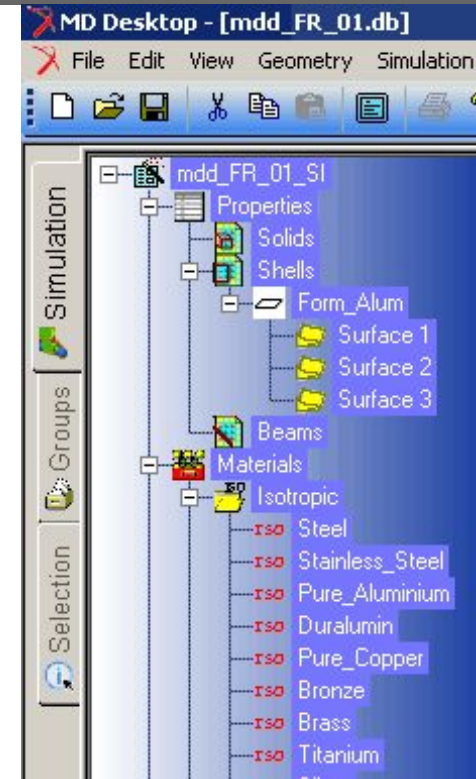 MD Desktop - [mdd_FR_01.db]
File Edit View Geometry Simulation
Simulation
Groups
Selection
mdd_FR_01_SI
Properties
Solids
Shells
Form_Alum
Surface 1
Surface 2
Surface 3
Beams
Materials
ISO
Isotropic
ISO Steel
ISO Stainless_Steel
ISO Pure_Aluminium
ISO Duralumin
ISO Pure_Copper
ISO Bronze
ISO Brass
ISO Titanium